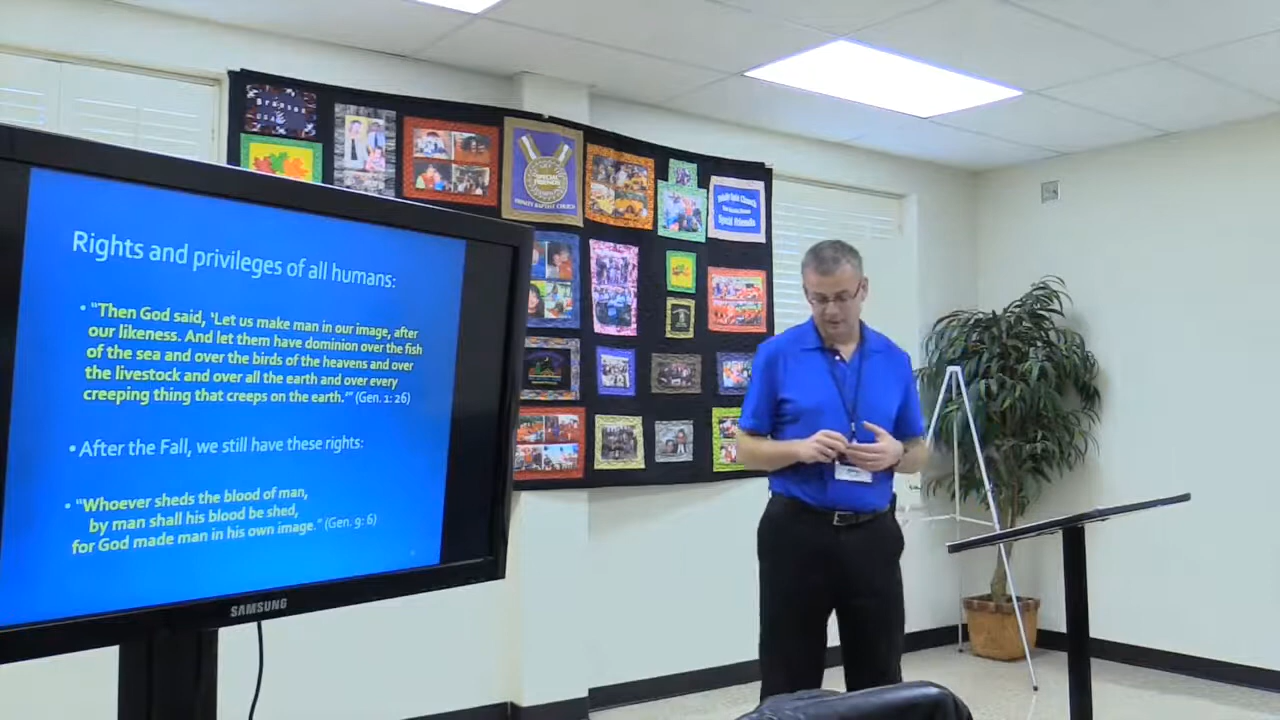 Rights and privileges of all humans:
• “Then God said, ‘Let us make man in our image, after
our likeness. And let them have dominion over the fish
of the sea and over the birds of the heavens and over
the livestock and over all the earth and over every
creeping thing that creeps on the earth.’” (Gen. 1: 26)
• After the Fall, we still have these rights:
• “Whoever sheds the blood of man,
by man shall his blood be shed,
for God made man in his own image.” (Gen. 9: 6)
SAMSUNG
Branson
USA
SPECIAL
FRIENDS
TRINITY BAPTIST CHURCH